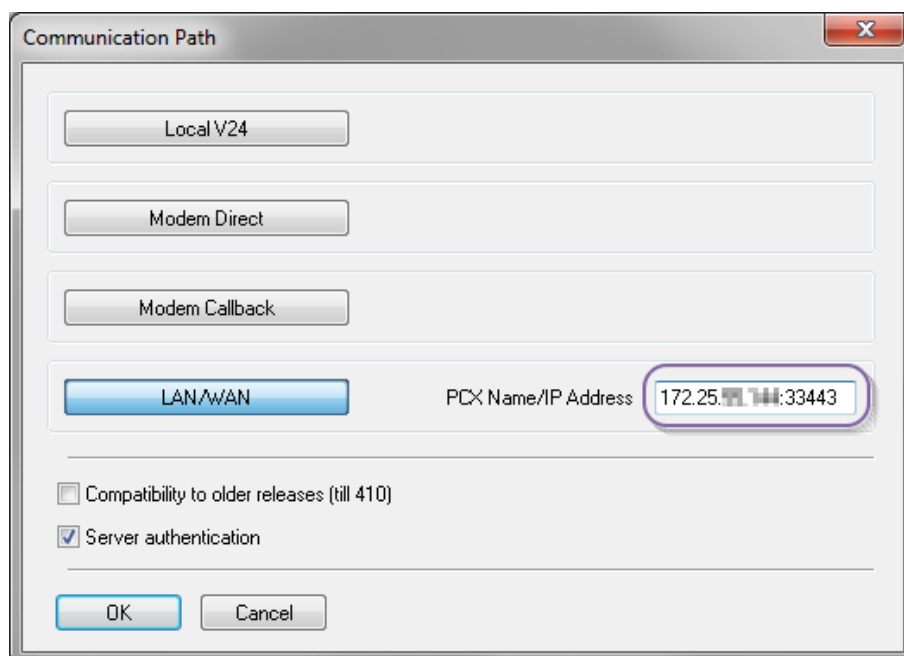 Communication Path
Local V24
Modem Direct
Modem Callback
LAN/WAN PCX Name/IP Address 172.25. :33443
Compatibility to older releases (till 410)
Server authentication
OK Cancel